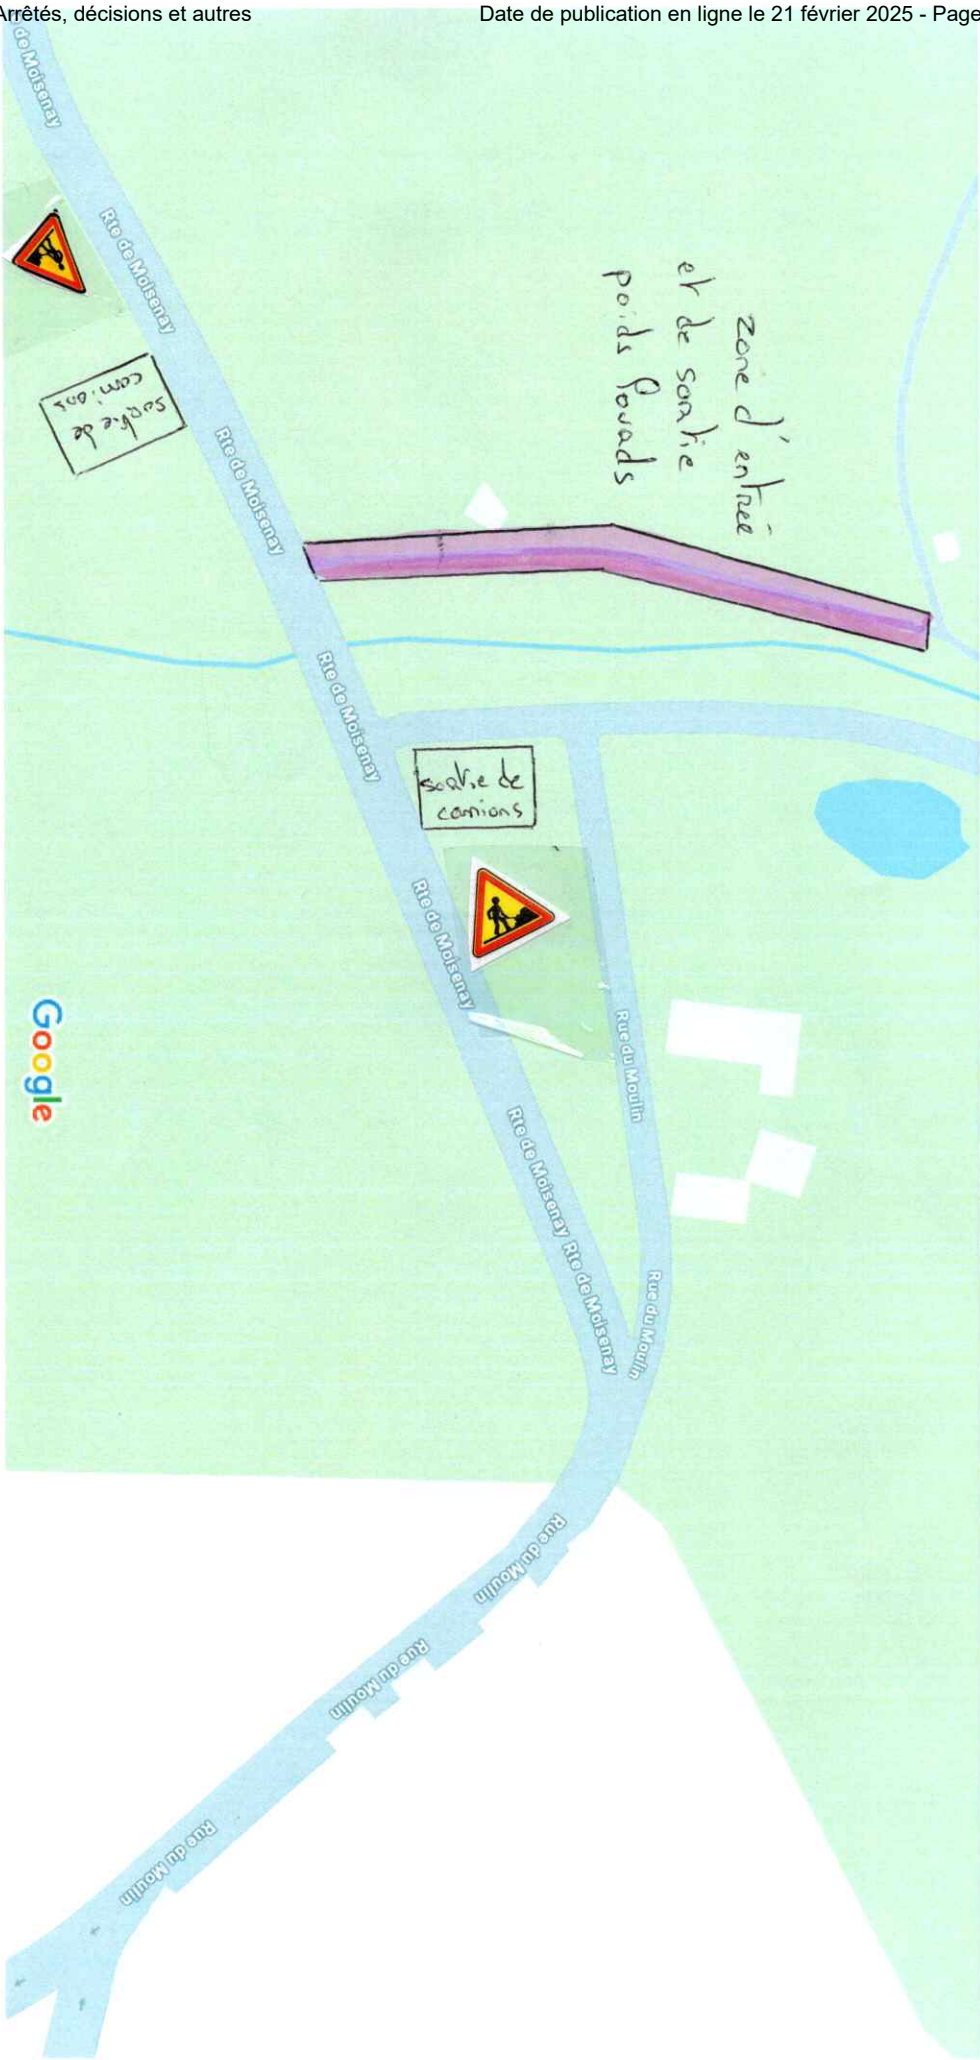 Arrêtés, décisions et autres
Date de publication en ligne le 21 février 2025 - Page
de Moisenay
Rte de Moisenay
sortie de
camions
zone d'entrée
et de sortie
poids lourds
Rte de Moisenay
Rte de Moisenay
sortie de
camions
Rte de Moisenay
Rue du Moulin
Rte de Moisenay
Rte de Moisenay
Rue du Moulin
Google
Rue du Moulin
Rue du Moulin
Rue du Moulin